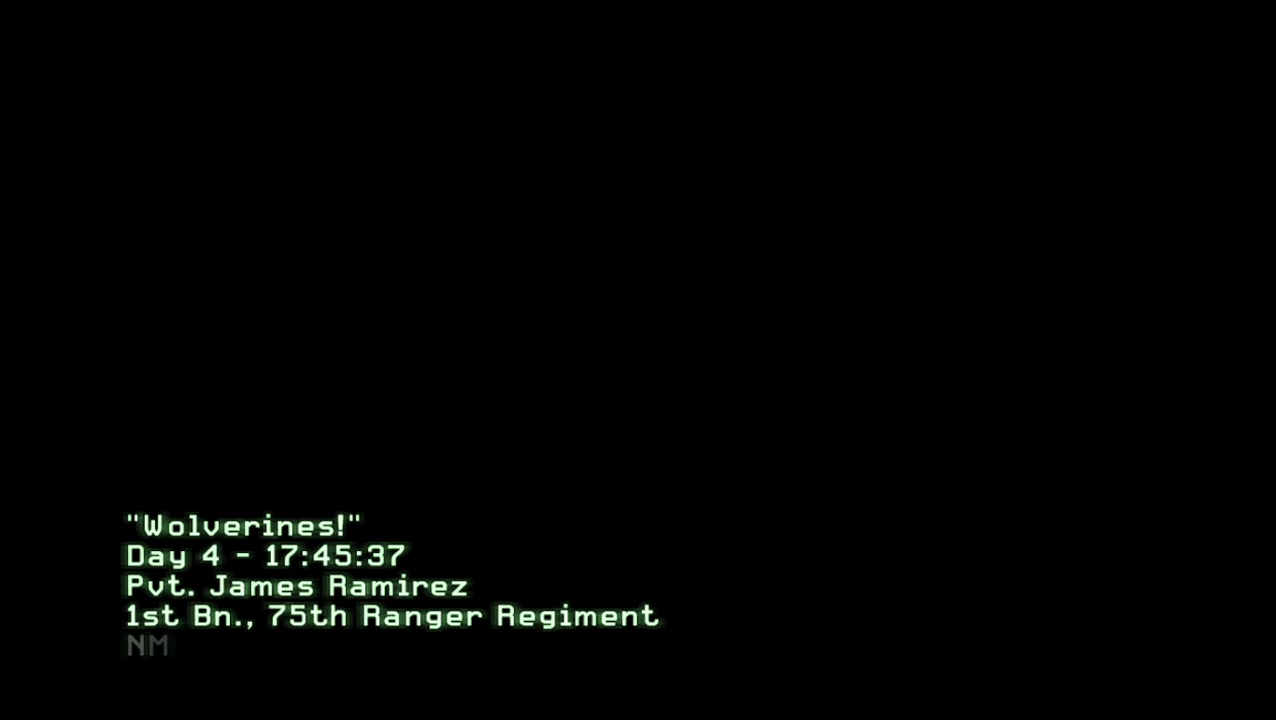 "Wolverines!"
Day 4 - 17:45:37
Pvt. James Ramirez
1st Bn., 75th Ranger Regiment
NM